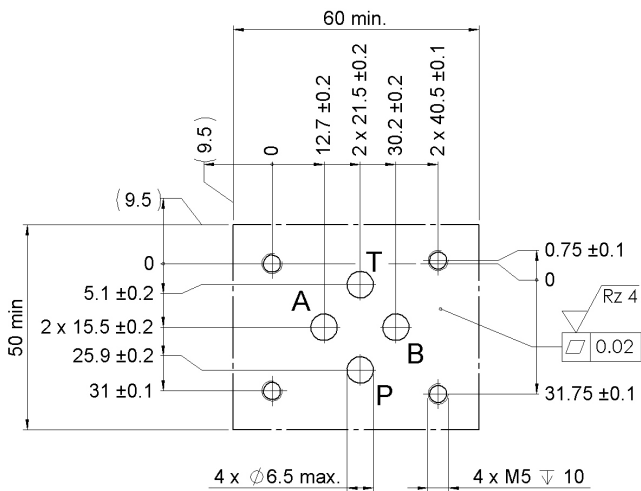 60 min.
(9.5)
0
12.7 ±0.2
2 x 21.5 ±0.2
30.2 ±0.2
2 x 40.5 ±0.1
(9.5)
0
5.1 ±0.2
2 x 15.5 ±0.2
25.9 ±0.2
31 ±0.1
50 min
T
A
B
P
0.75 ±0.1
0
Rz 4
0.02
31.75 ±0.1
4 x ∅6.5 max.
4 x M5 ↧ 10